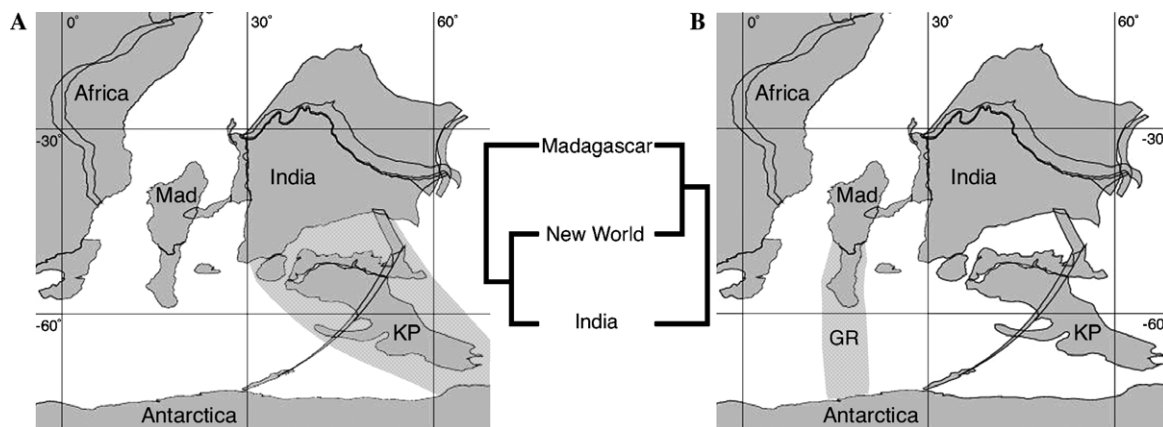 A
0°
30
60°
Africa
-30°
India
Mad
-60°
KP
Antarctica
Madagascar
New World
India
B
0°
30
60°
Africa
-30°
India
Mad
-60°
GR
KP
Antarctica